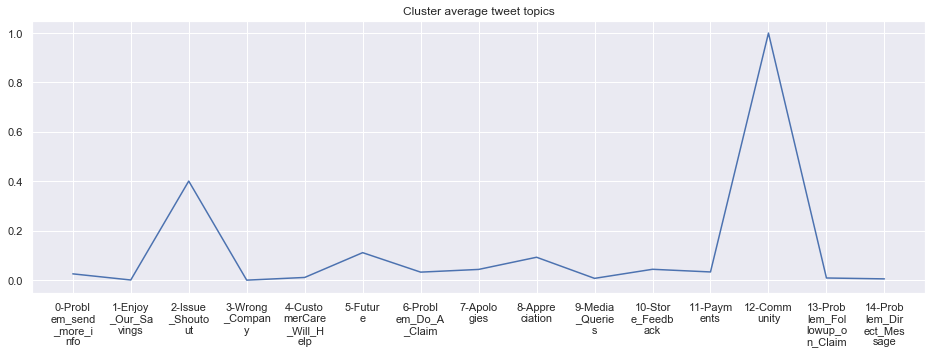 Cluster average tweet topics
1.0
0.8
0.6
0.4
0.2
0.0
0-Probl
em_send
_more_i
nfo
1-Enjoy
_Our_Sa
vings
2-Issue
_Shouto
ut
3-Wrong
_Compan
y
4-Custo
merCare
_Will_H
elp
5-Futur
e
6-Probl
em_Do_A
_Claim
7-Apolo
gies
8-Appre
ciation
9-Media
_Querie
s
10-Stor
e_Feedb
ack
11-Paym
ents
12-Comm
unity
13-Prob
lem_Fol
lowup_o
n_Claim
14-Prob
lem_Dir
ect_Mes
sage